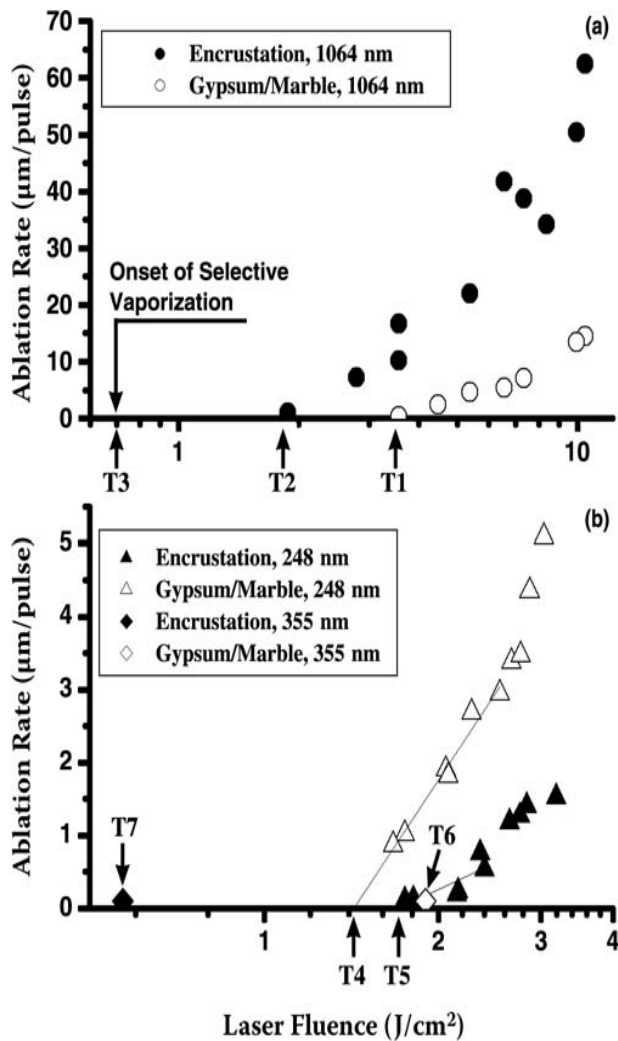 (a)
Encrustation, 1064 nm
Gypsum/Marble, 1064 nm
Ablation Rate (μm/pulse)
70
60
50
40
30
20
10
0
Onset of Selective
Vaporization
1
10
T3
T2
T1
(b)
Encrustation, 248 nm
Gypsum/Marble, 248 nm
Encrustation, 355 nm
Gypsum/Marble, 355 nm
Ablation Rate (μm/pulse)
5
4
3
2
1
0
T7
T6
1
2
3
4
T4
T5
Laser Fluence (J/cm²)